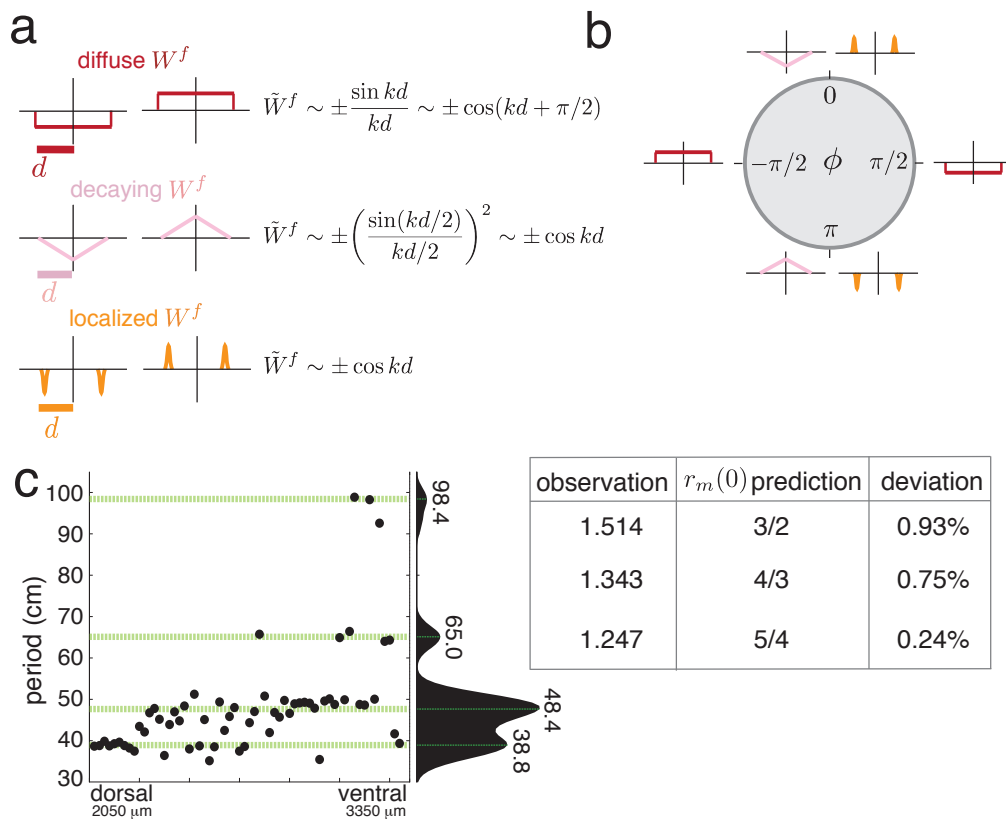 a
diffuse W^f
W̃^f ∼ ± sin kd / kd ∼ ± cos(kd + π/2)
d
decaying W^f
W̃^f ∼ ± ( sin(kd/2) / kd/2 )^2 ∼ ± cos kd
d
localized W^f
W̃^f ∼ ± cos kd
d
b
0
−π/2 ϕ π/2
π
c
period (cm)
100
90
80
70
60
50
40
30
dorsal
2050 μm
ventral
3350 μm
98.4
65.0
48.4
38.8
observation r_m(0) prediction deviation
1.514 3/2 0.93%
1.343 4/3 0.75%
1.247 5/4 0.24%